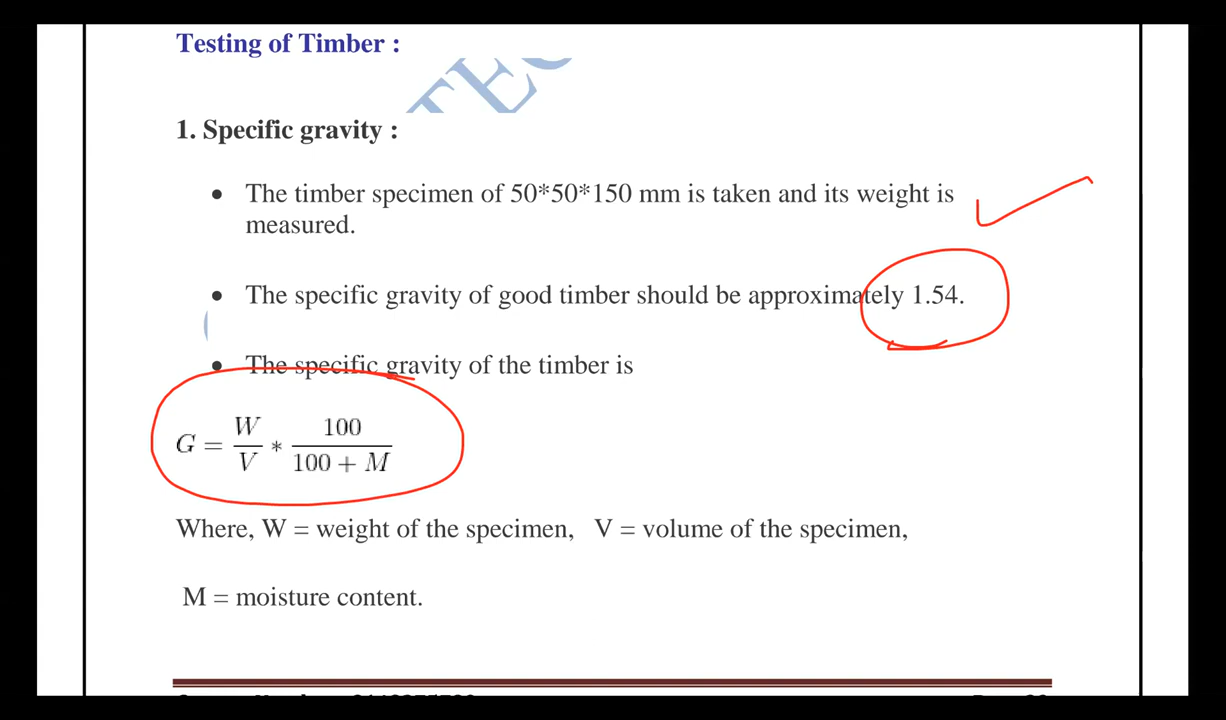 Testing of Timber :
TEC
1. Specific gravity :
• The timber specimen of 50*50*150 mm is taken and its weight is
measured.
• The specific gravity of good timber should be approximately 1.54.
• The specific gravity of the timber is
G = W/V * 100/(100 + M)
Where, W = weight of the specimen, V = volume of the specimen,
M = moisture content.